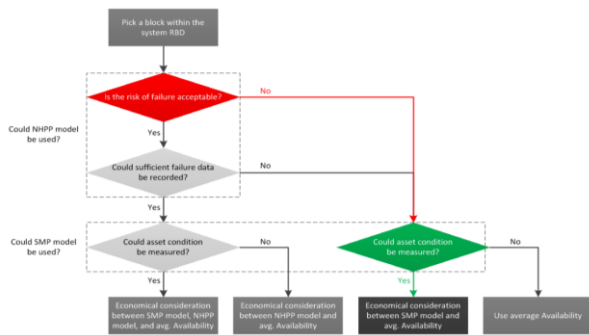 Pick a block within the
system RBD
Is the risk of failure acceptable?
No
Could NHPP model
be used?
Yes
Could sufficient failure data
be recorded?
No
Yes
Could SMP model
be used?
Could asset condition
be measured?
No
Could asset condition
be measured?
No
Yes
Yes
Economical consideration
between SMP model, NHPP
model, and avg. Availability
Economical consideration
between NHPP model and
avg. Availability
Economical consideration
between SMP model and
avg. Availability
Use average Availability